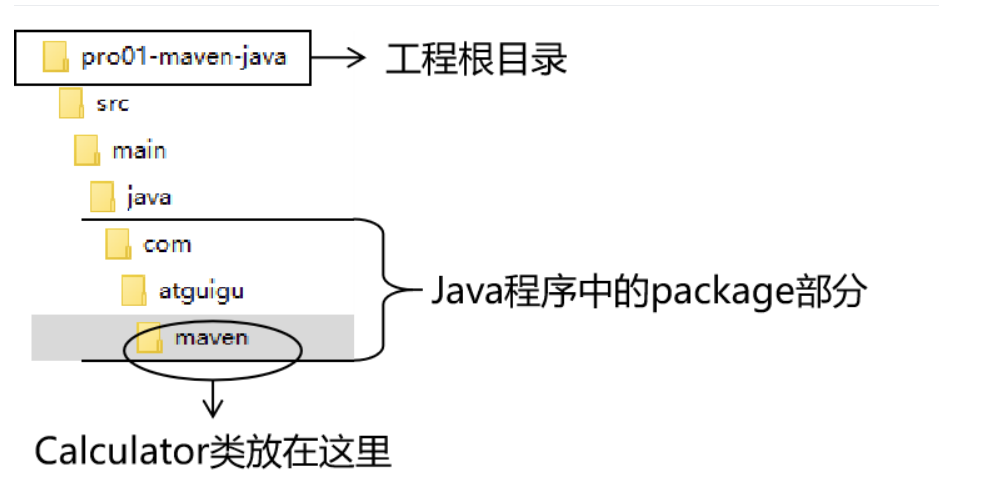 pro01-maven-java 工程根目录
src
main
java
com
atguigu Java程序中的package部分
maven
Calculator类放在这里